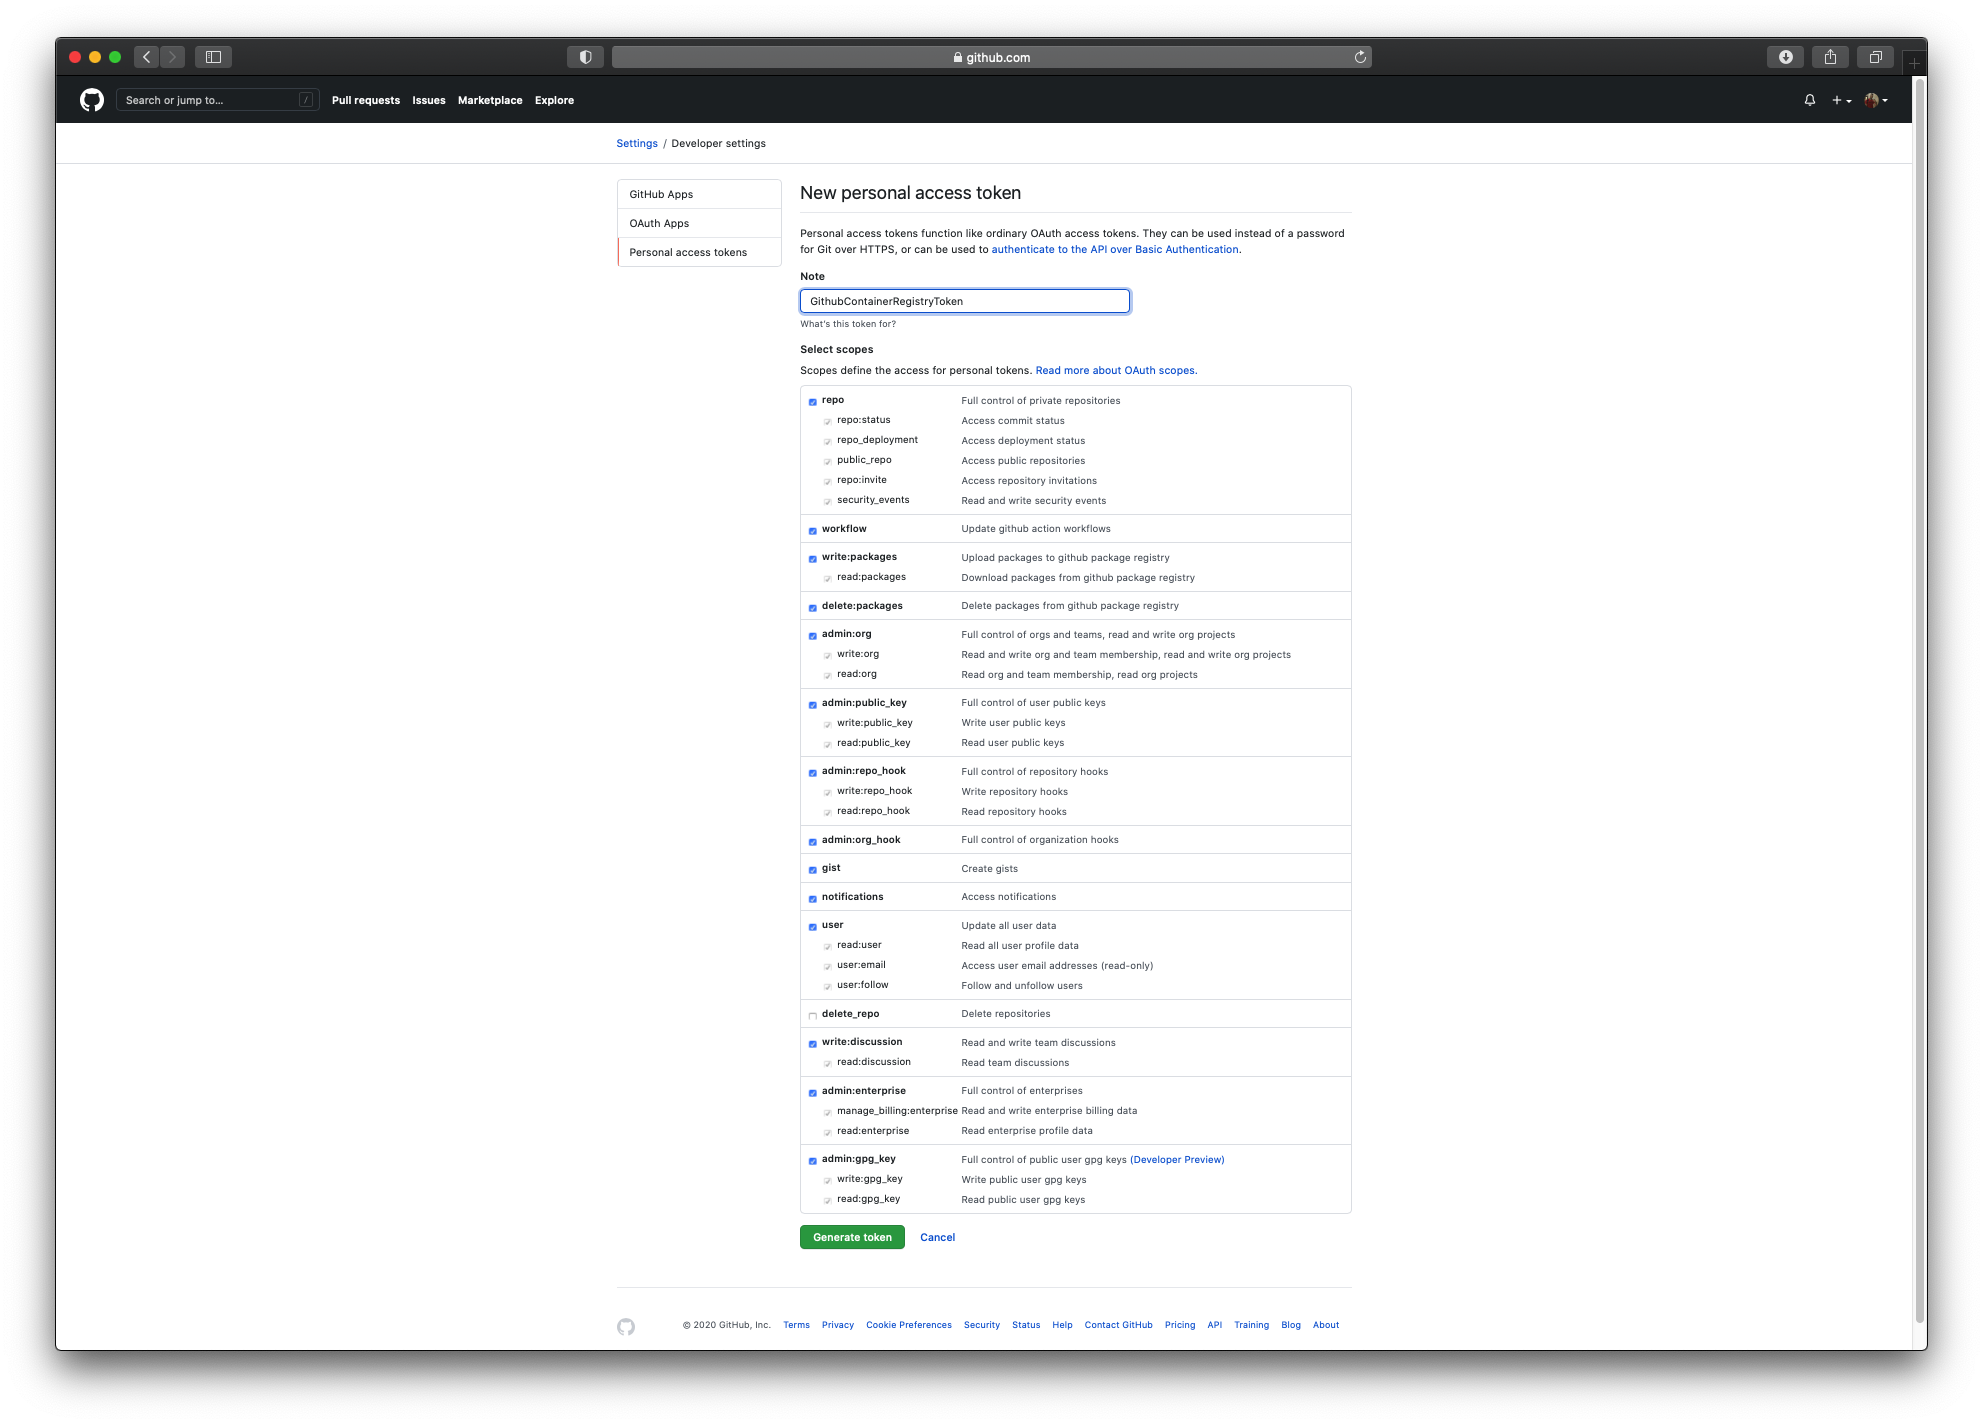 github.com
Search or jump to... /
Pull requests Issues Marketplace Explore
Settings / Developer settings
GitHub Apps
OAuth Apps
Personal access tokens
New personal access token
Personal access tokens function like ordinary OAuth access tokens. They can be used instead of a password
for Git over HTTPS, or can be used to authenticate to the API over Basic Authentication.
Note
GithubContainerRegistryToken
What's this token for?
Select scopes
Scopes define the access for personal tokens. Read more about OAuth scopes.
repo Full control of private repositories
repo:status Access commit status
repo_deployment Access deployment status
public_repo Access public repositories
repo:invite Access repository invitations
security_events Read and write security events
workflow Update github action workflows
write:packages Upload packages to github package registry
read:packages Download packages from github package registry
delete:packages Delete packages from github package registry
admin:org Full control of orgs and teams, read and write org projects
write:org Read and write org and team membership, read and write org projects
read:org Read org and team membership, read org projects
admin:public_key Full control of user public keys
write:public_key Write user public keys
read:public_key Read user public keys
admin:repo_hook Full control of repository hooks
write:repo_hook Write repository hooks
read:repo_hook Read repository hooks
admin:org_hook Full control of organization hooks
gist Create gists
notifications Access notifications
user Update all user data
read:user Read all user profile data
user:email Access user email addresses (read-only)
user:follow Follow and unfollow users
delete_repo Delete repositories
write:discussion Read and write team discussions
read:discussion Read team discussions
admin:enterprise Full control of enterprises
manage_billing:enterprise Read and write enterprise billing data
read:enterprise Read enterprise profile data
admin:gpg_key Full control of public user gpg keys (Developer Preview)
write:gpg_key Write public user gpg keys
read:gpg_key Read public user gpg keys
Generate token Cancel
© 2020 GitHub, Inc. Terms Privacy Cookie Preferences Security Status Help Contact GitHub Pricing API Training Blog About